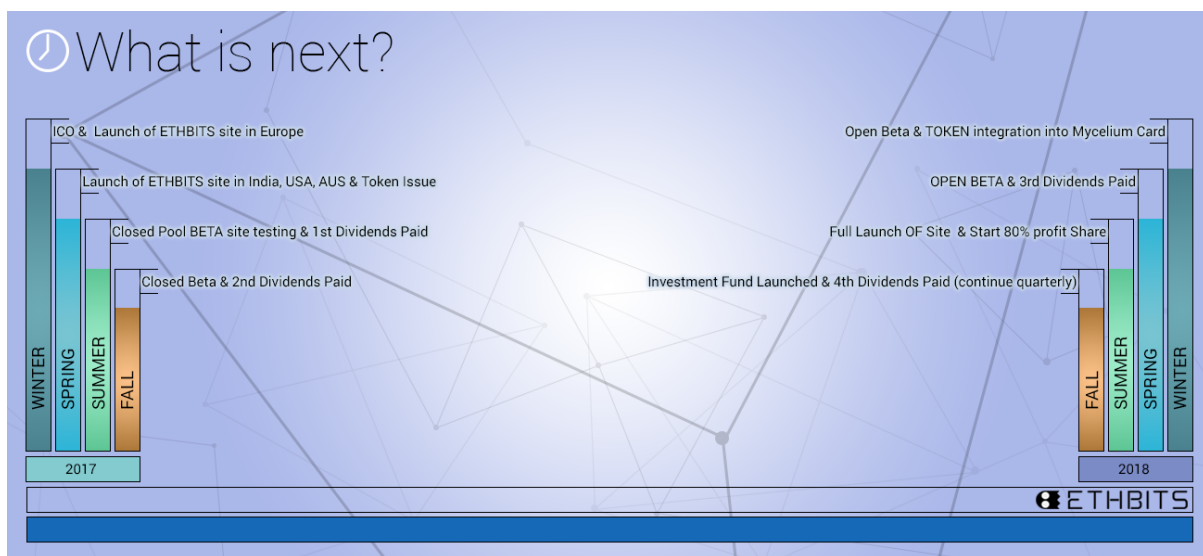 What is next?
ICO & Launch of ETHBITS site in Europe
Launch of ETHBITS site in India, USA, AUS & Token Issue
Closed Pool BETA site testing & 1st Dividends Paid
Closed Beta & 2nd Dividends Paid
WINTER
SPRING
SUMMER
FALL
2017
Open Beta & TOKEN integration into Mycelium Card
OPEN BETA & 3rd Dividends Paid
Full Launch OF Site & Start 80% profit Share
Investment Fund Launched & 4th Dividends Paid (continue quarterly)
FALL
SUMMER
SPRING
WINTER
2018
ETHBITS